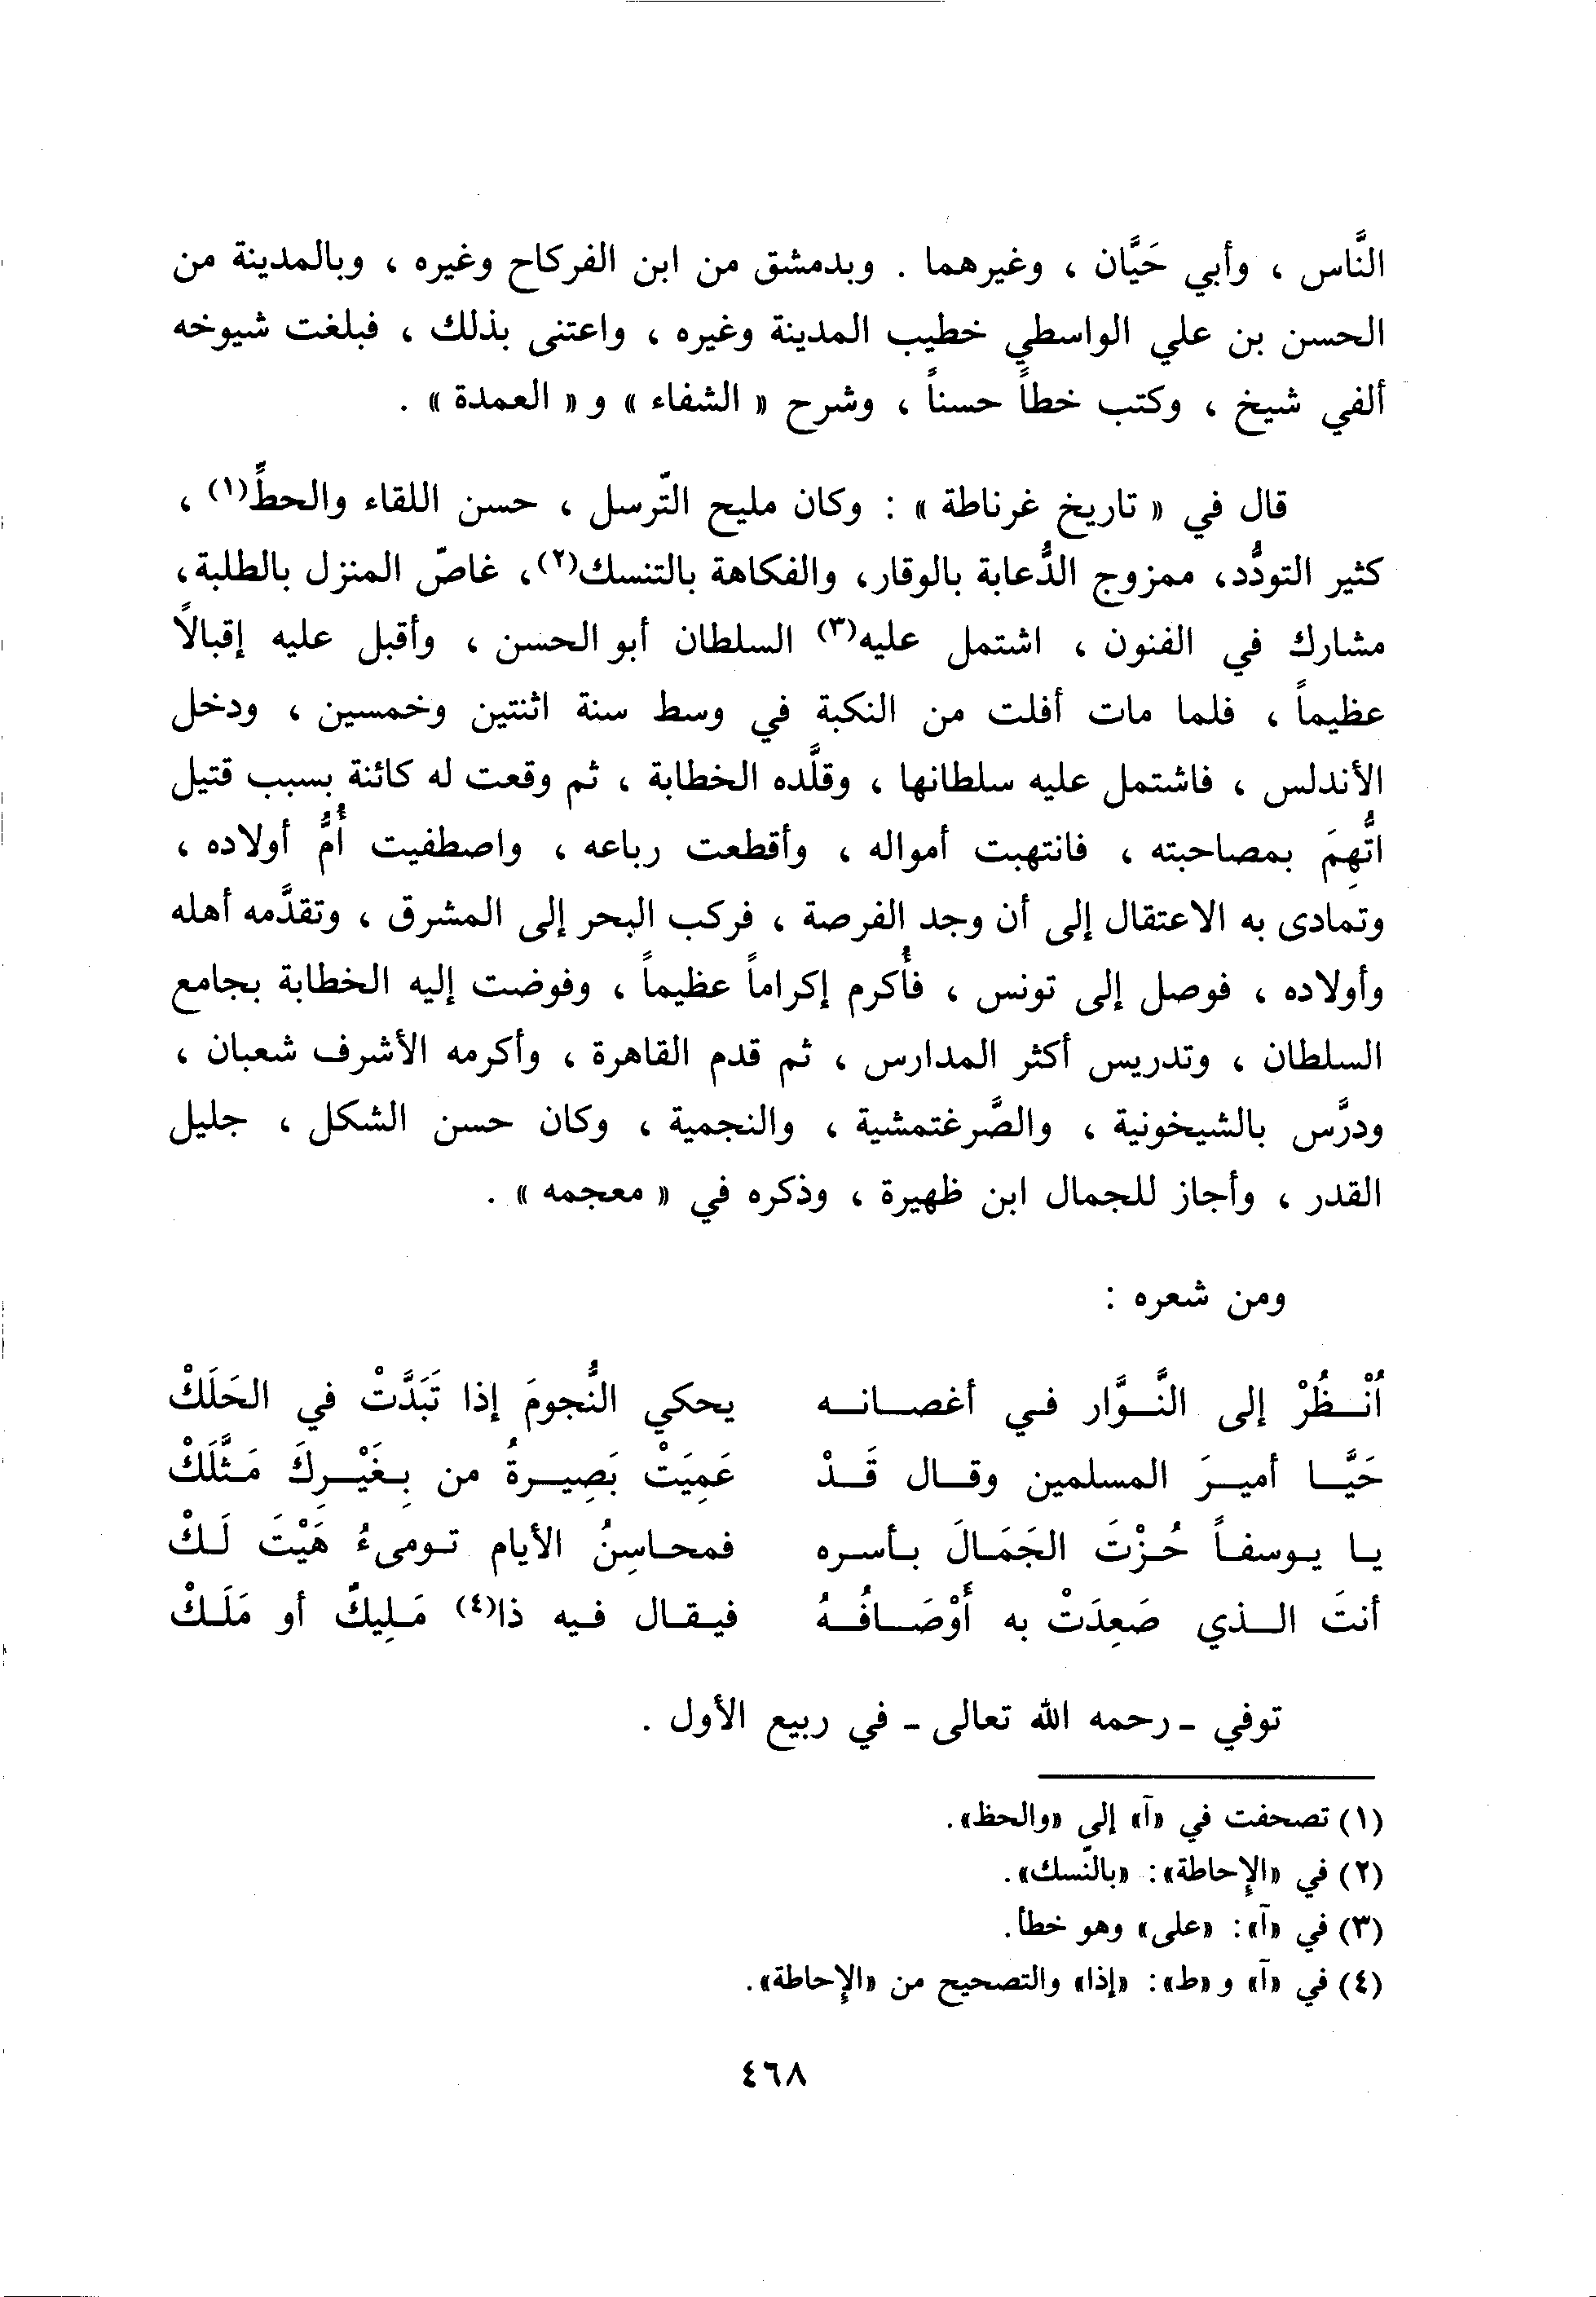 النَّاس ، وأبي حَيَّان ، وغيرهما . وبدمشق من ابن الفركاح وغيره ، وبالمدينة من
الحسن بن علي الواسطي خطيب المدينة وغيره ، واعتنى بذلك ، فبلغت شيوخه
ألفي شيخ ، وكتب خطاً حسناً ، وشرح « الشفاء » و « العمدة » .
قال في « تاريخ غرناطة » : وكان مليح التّرسل ، حسن اللقاء والحطِّ(١) ،
كثير التودُّد، ممزوج الدُّعابة بالوقار، والفكاهة بالتنسك(٢)، غاصّ المنزل بالطلبة،
مشارك في الفنون ، اشتمل عليه(٣) السلطان أبو الحسن ، وأقبل عليه إقبالاً
عظيماً ، فلما مات أفلت من النكبة في وسط سنة اثنتين وخمسين ، ودخل
الأندلس ، فاشتمل عليه سلطانها ، وقلَّده الخطابة ، ثم وقعت له كائنة بسبب قتيل
اتُّهِمَ بمصاحبته ، فانتهبت أمواله ، وأقطعت رباعه ، واصطفيت أُمُّ أولاده ،
وتمادى به الاعتقال إلى أن وجد الفرصة ، فركب البحر إلى المشرق ، وتقدَّمه أهله
وأولاده ، فوصل إلى تونس ، فأُكرم إكراماً عظيماً ، وفوضت إليه الخطابة بجامع
السلطان ، وتدريس أكثر المدارس ، ثم قدم القاهرة ، وأكرمه الأشرف شعبان ،
ودرَّس بالشيخونية ، والصَّرغتمشية ، والنجمية ، وكان حسن الشكل ، جليل
القدر ، وأجاز للجمال ابن ظهيرة ، وذكره في « معجمه » .
ومن شعره :
اُنْـظُرْ إلى النَّوَّار في أغصانه يحكي النُّجومَ إذا تَبَدَّتْ في الحَلَكْ
حَيَّا أميرَ المسلمين وقال قَدْ عَمِيَتْ بَصِيرةُ من بِغَيْرِكَ مَثَّلَكْ
يا يوسفاً حُزْتَ الجَمَالَ بأسره فمحاسِنُ الأيام تومىءُ هَيْتَ لَكْ
أنتَ الذي صَعِدَتْ به أَوْصَافُهُ فيقال فيه ذا(٤) مَلِيكٌ أو مَلَكْ
توفي ـ رحمه الله تعالى ـ في ربيع الأول .
(١) تصحفت في «آ» إلى «والحظ».
(٢) في «الإحاطة»: «بالنّسك».
(٣) في «آ»: «على» وهو خطأ.
(٤) في «آ» و «ط»: «إذا» والتصحيح من «الإحاطة».
٤٦٨